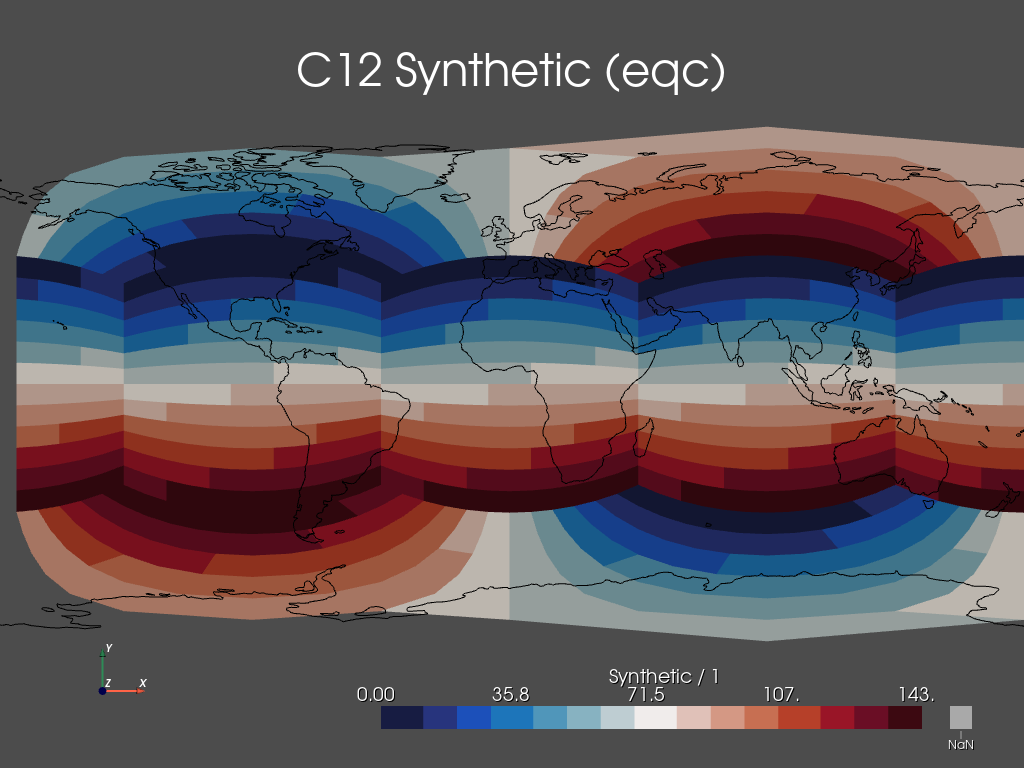 C12 Synthetic (eqc)
Y
Z X
Synthetic / 1
0.00 35.8 71.5 107. 143.
NaN